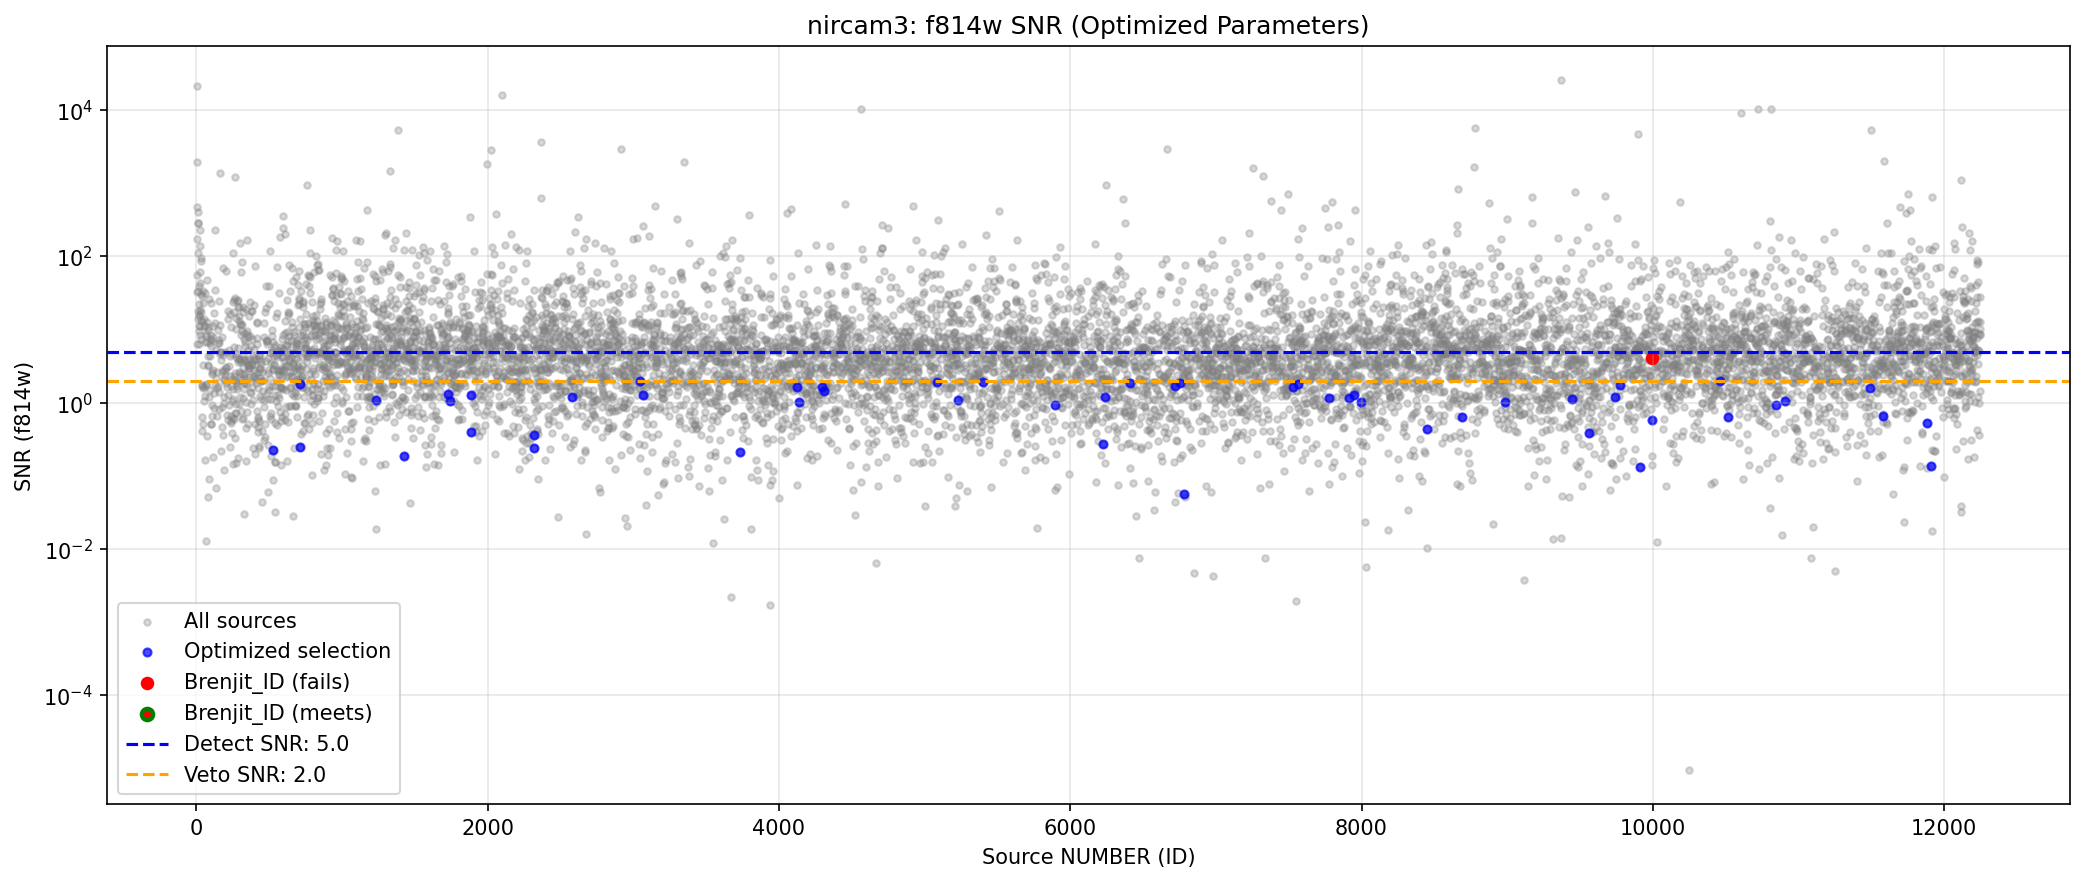 nircam3: f814w SNR (Optimized Parameters)
SNR (f814w)
10^4
10^2
10^0
10^−2
10^−4
All sources
Optimized selection
Brenjit_ID (fails)
Brenjit_ID (meets)
Detect SNR: 5.0
Veto SNR: 2.0
0 2000 4000 6000 8000 10000 12000
Source NUMBER (ID)